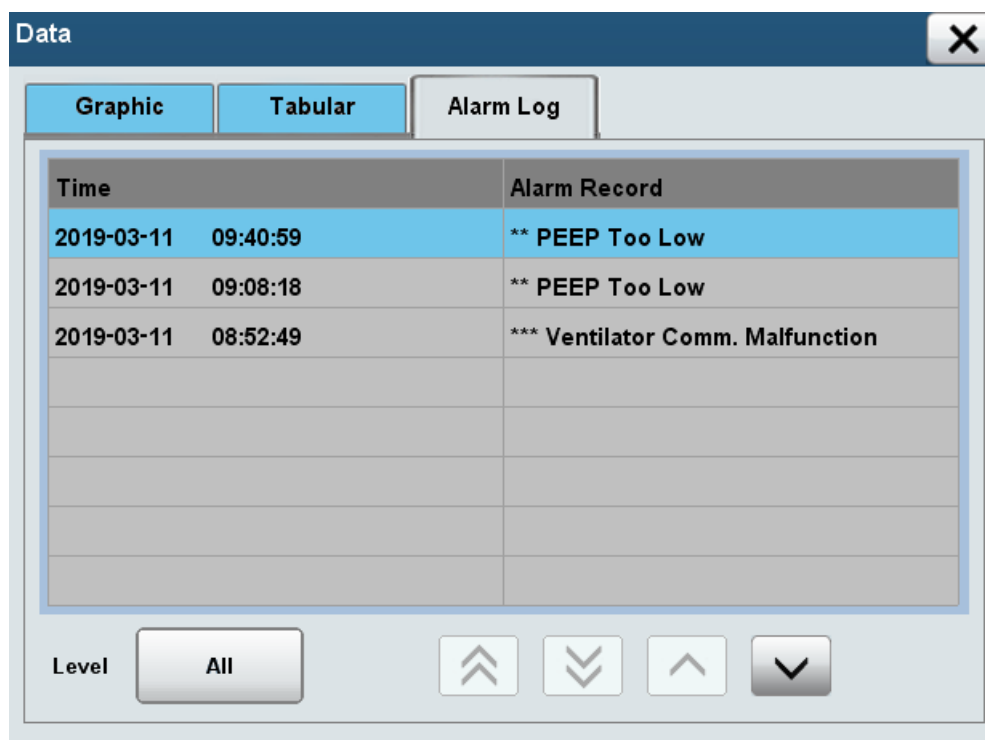 Data
Graphic Tabular Alarm Log
Time Alarm Record
2019-03-11 09:40:59 ** PEEP Too Low
2019-03-11 09:08:18 ** PEEP Too Low
2019-03-11 08:52:49 *** Ventilator Comm. Malfunction
Level All